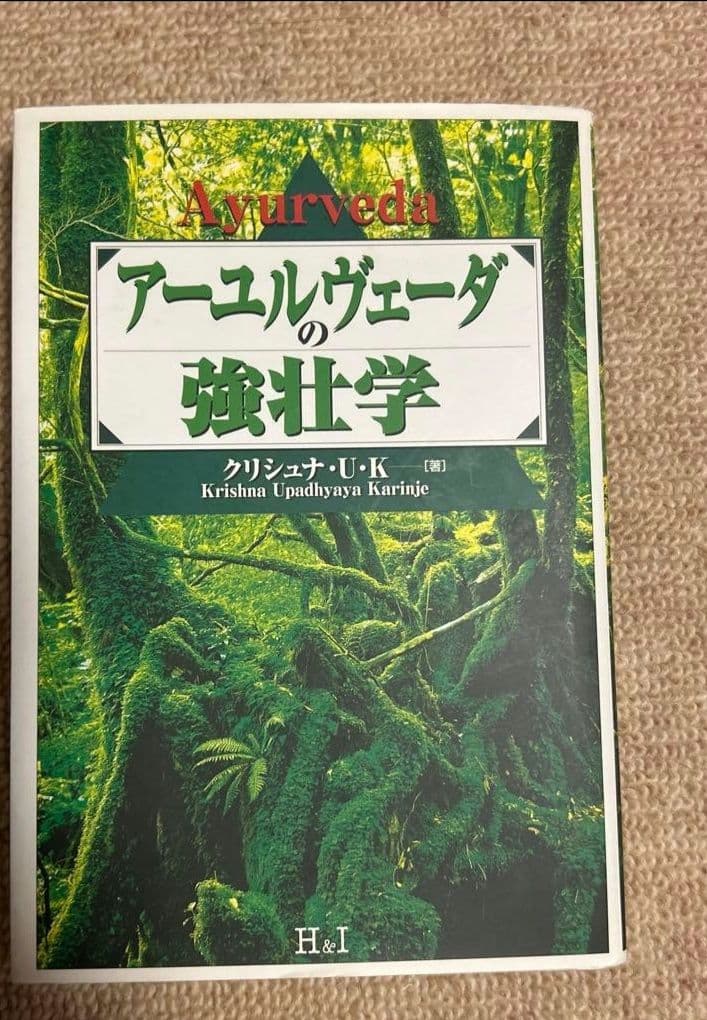 Ayurveda
アーユルヴェーダ
の
強壮学
クリシュナ・U・K―[著]
Krishna Upadhyaya Karinje
H&I